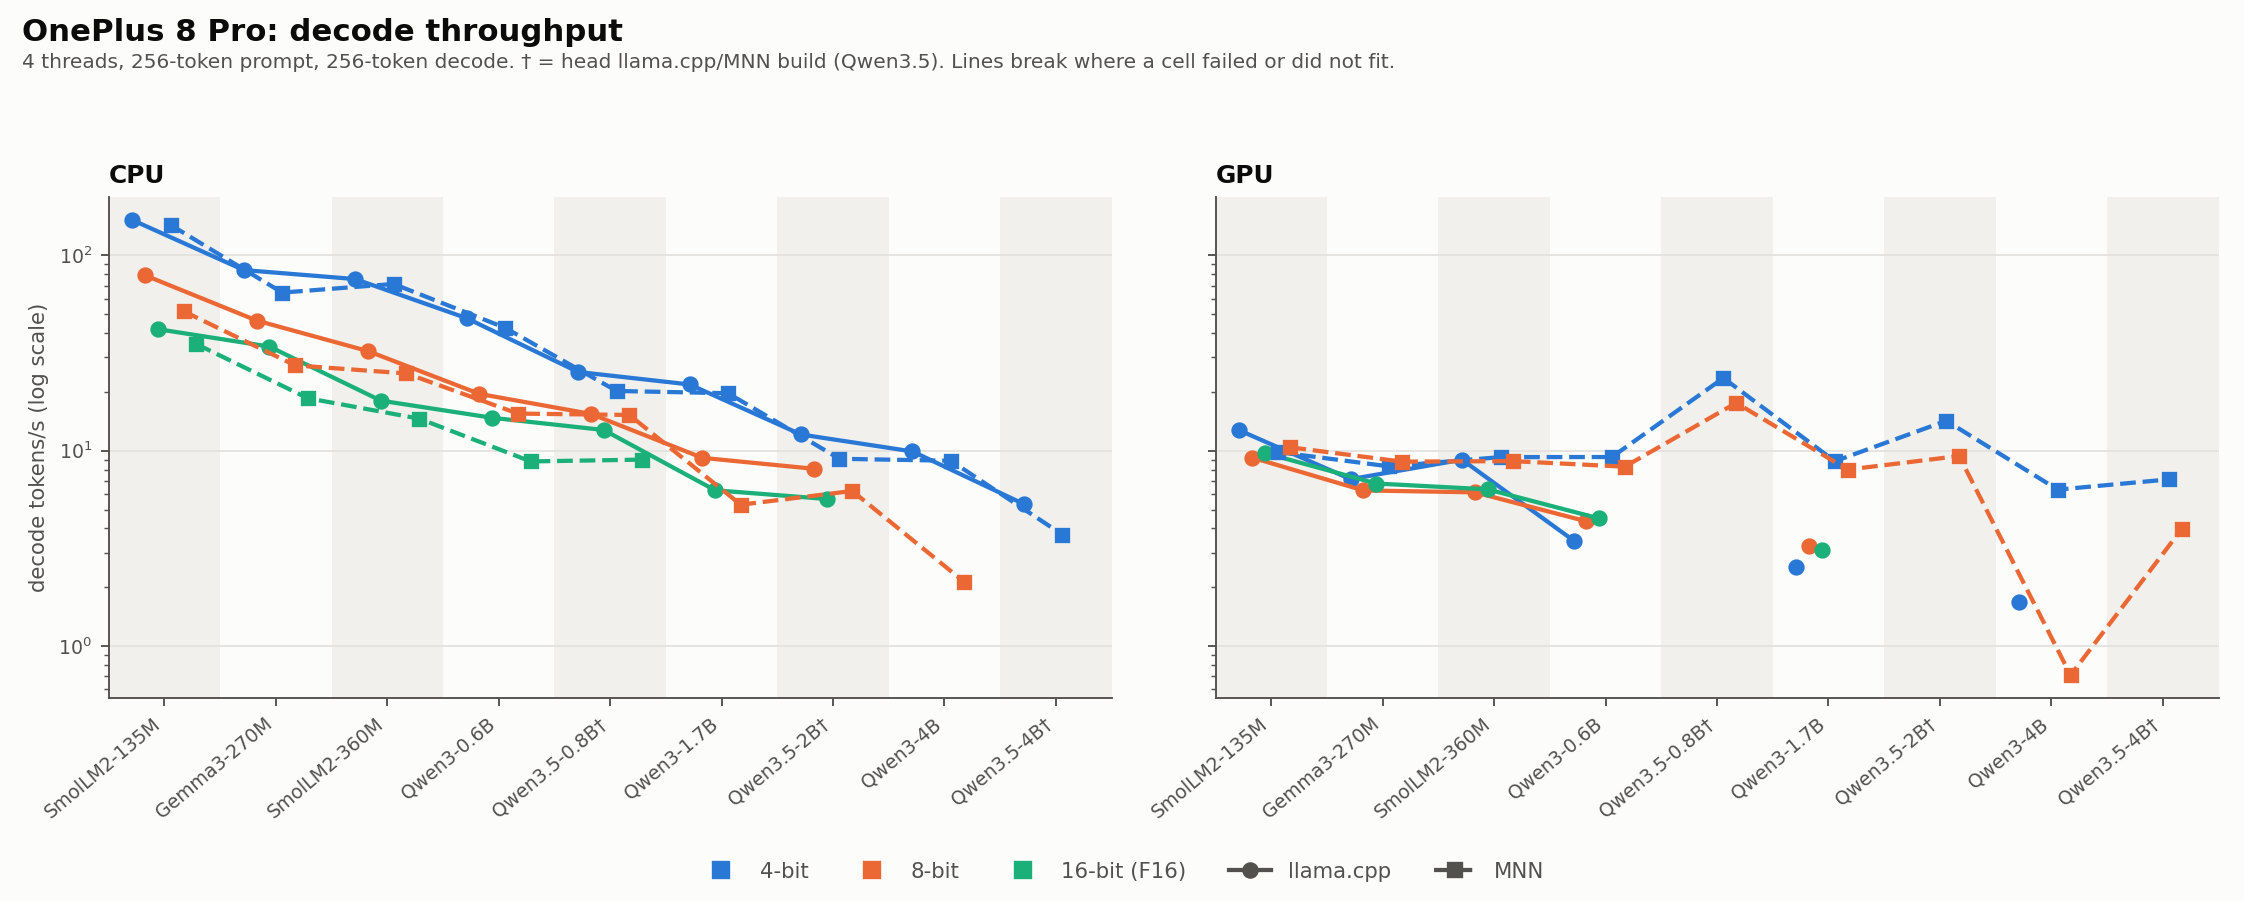 OnePlus 8 Pro: decode throughput
4 threads, 256-token prompt, 256-token decode. † = head llama.cpp/MNN build (Qwen3.5). Lines break where a cell failed or did not fit.
CPU
decode tokens/s (log scale)
10²
10¹
10⁰
SmolLM2-135M
Gemma3-270M
SmolLM2-360M
Qwen3-0.6B
Qwen3.5-0.8B†
Qwen3-1.7B
Qwen3.5-2B†
Qwen3-4B
Qwen3.5-4B†
GPU
SmolLM2-135M
Gemma3-270M
SmolLM2-360M
Qwen3-0.6B
Qwen3.5-0.8B†
Qwen3-1.7B
Qwen3.5-2B†
Qwen3-4B
Qwen3.5-4B†
4-bit 8-bit 16-bit (F16) llama.cpp MNN